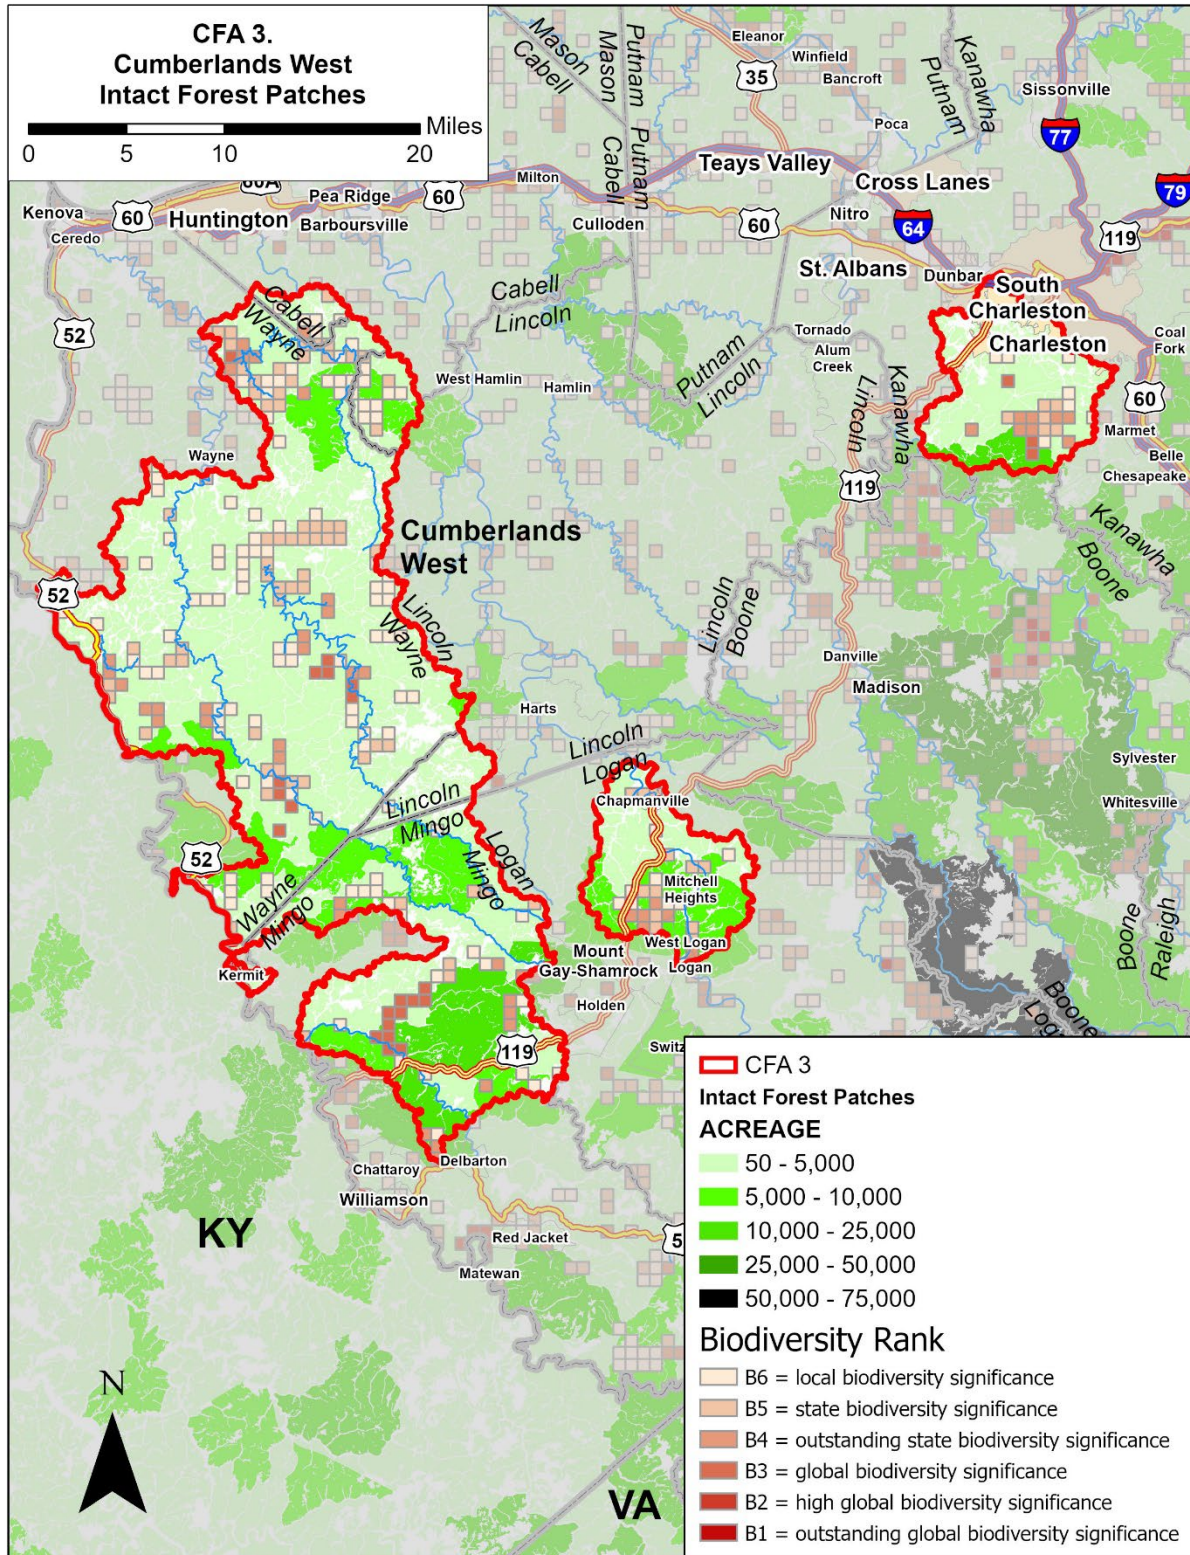 CFA 3.
Cumberlands West
Intact Forest Patches
Miles
0 5 10 20
Mason
Cabell
Putnam
Mason
Putnam
Cabell
Eleanor
Winfield
Bancroft
35
Kanawha
Putnam
Sissonville
Poca
77
Teays Valley
Cross Lanes
79
Kenova
60
Huntington
Pea Ridge
Barboursville
60
Milton
Culloden
60
Nitro
64
119
Ceredo
St. Albans
Dunbar
South
Charleston
Charleston
Coal
Fork
52
Cabell
Wayne
Cabell
Lincoln
Tornado
Alum
Creek
Putnam
Lincoln
Kanawha
Lincoln
Kanawha
West Hamlin
Hamlin
60
Marmet
Belle
Chesapeake
Wayne
119
Cumberlands
West
Kanawha
Boone
52
Lincoln
Wayne
Lincoln
Boone
Danville
Madison
Harts
Lincoln
Logan
Sylvester
Whitesville
Chapmanville
Lincoln
Mingo
Logan
Mingo
52
Wayne
Mingo
Mitchell
Heights
Boone
Raleigh
West Logan
Logan
Mount
Gay-Shamrock
Kermit
Holden
Boone
119
Chattaroy
Delbarton
Williamson
KY
Red Jacket
Matewan
N
VA
CFA 3
Intact Forest Patches
ACREAGE
50 - 5,000
5,000 - 10,000
10,000 - 25,000
25,000 - 50,000
50,000 - 75,000
Biodiversity Rank
B6 = local biodiversity significance
B5 = state biodiversity significance
B4 = outstanding state biodiversity significance
B3 = global biodiversity significance
B2 = high global biodiversity significance
B1 = outstanding global biodiversity significance